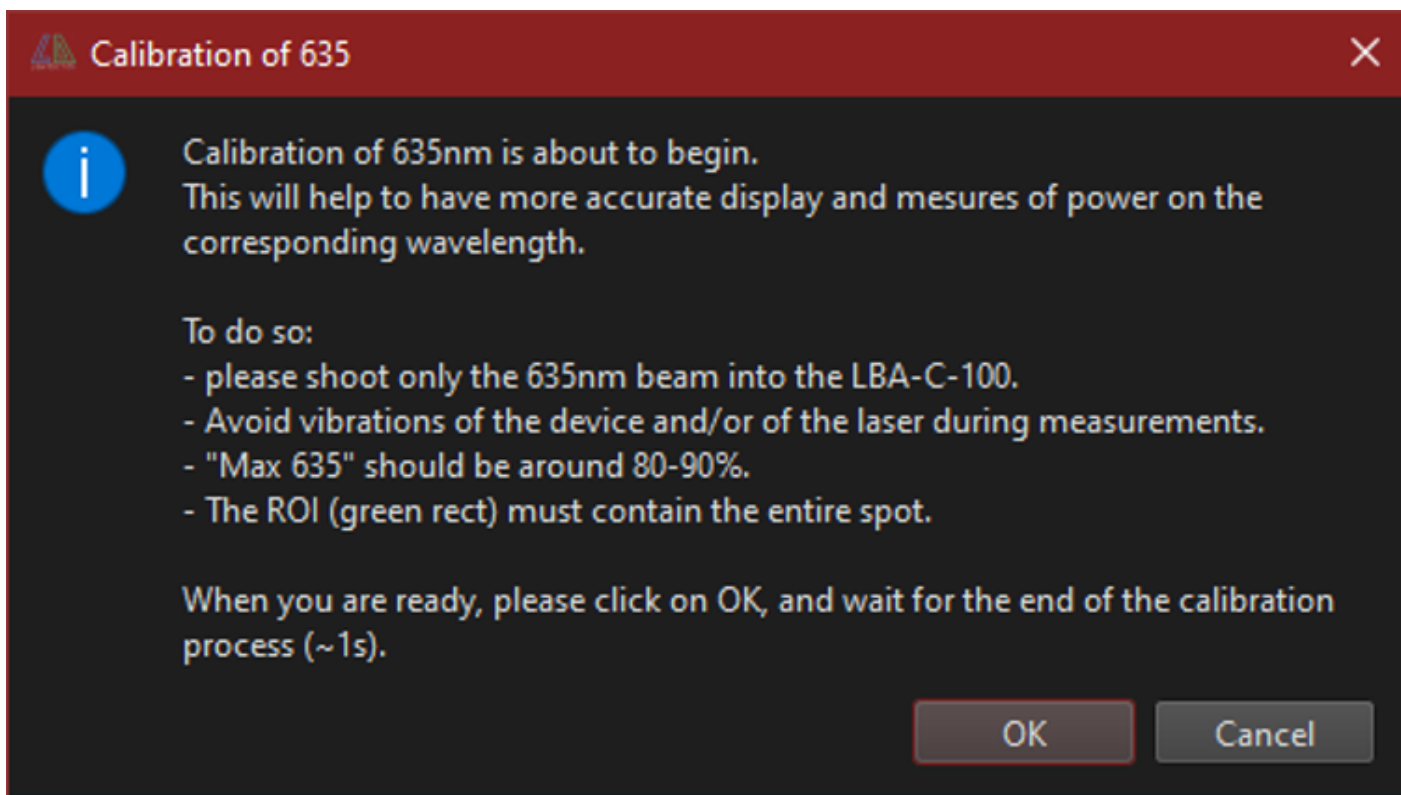 Calibration of 635
Calibration of 635nm is about to begin.
This will help to have more accurate display and mesures of power on the
corresponding wavelength.
To do so:
- please shoot only the 635nm beam into the LBA-C-100.
- Avoid vibrations of the device and/or of the laser during measurements.
- "Max 635" should be around 80-90%.
- The ROI (green rect) must contain the entire spot.
When you are ready, please click on OK, and wait for the end of the calibration
process (~1s).
OK
Cancel